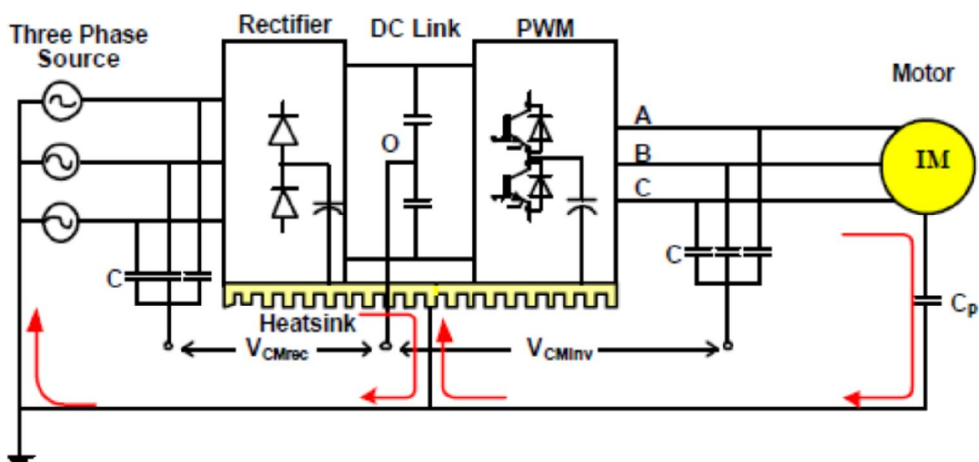 Three Phase
Source
Rectifier
DC Link
PWM
Motor
O
A
B
C
IM
C
C
Cp
Heatsink
VCMrec
VCMInv